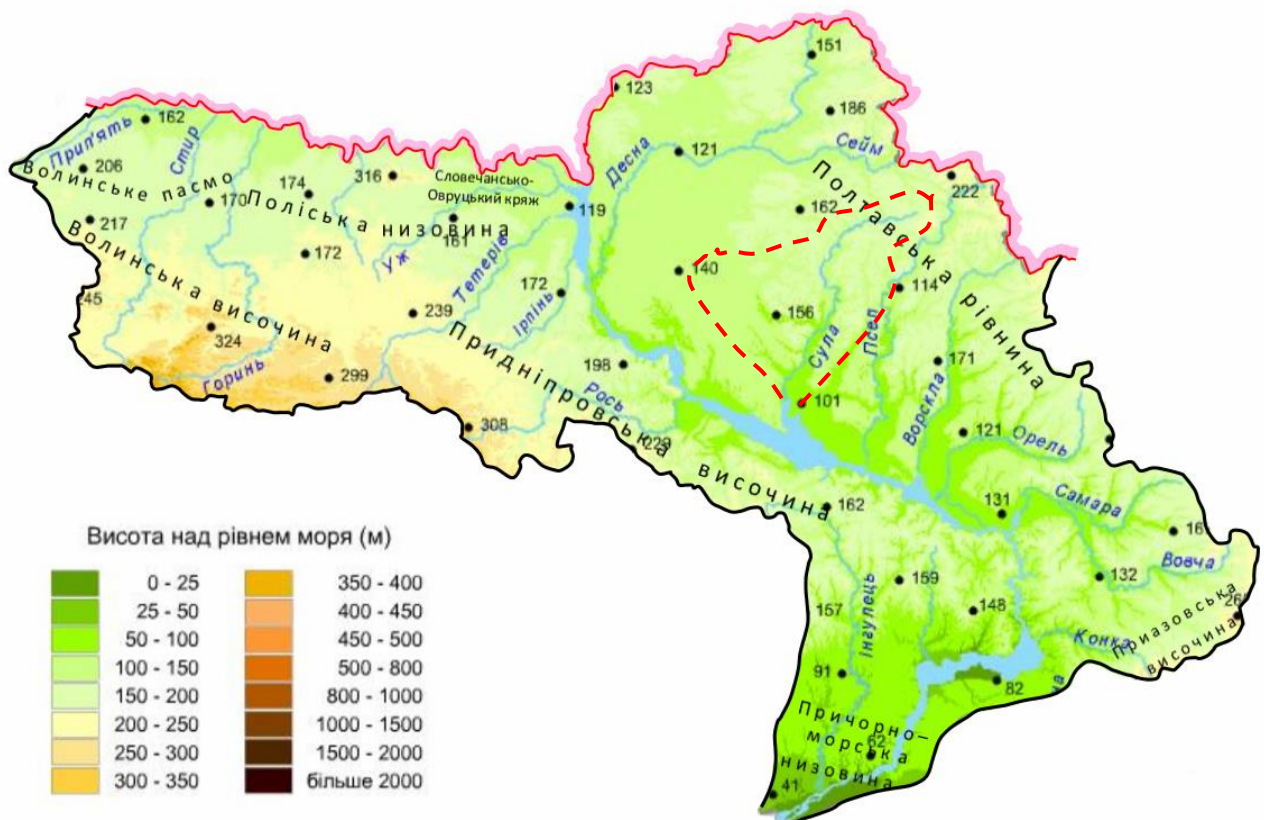 151
123
186
162
Прип'ять
Стир
Десна
121
Сейм
206
Волинське пасмо
174
316
Словечансько-
Овруцький кряж
222
170
Поліська низовина
119
162
Полтавська рівнина
217
161
Волинська височина
172
Уж
Тетерів
140
172
Ірпінь
114
239
156
Сула
Псел
324
Придніпровська височина
Горинь
299
198
171
Рось
101
Ворскла
308
229
121
Орель
162
131
Самара
Вовча
159
132
157
148
Інгулець
Приазовська
височина
Конка
91
82
Причорно–
морська
низовина
62
41
Висота над рівнем моря (м)
0 - 25
25 - 50
50 - 100
100 - 150
150 - 200
200 - 250
250 - 300
300 - 350
350 - 400
400 - 450
450 - 500
500 - 800
800 - 1000
1000 - 1500
1500 - 2000
більше 2000